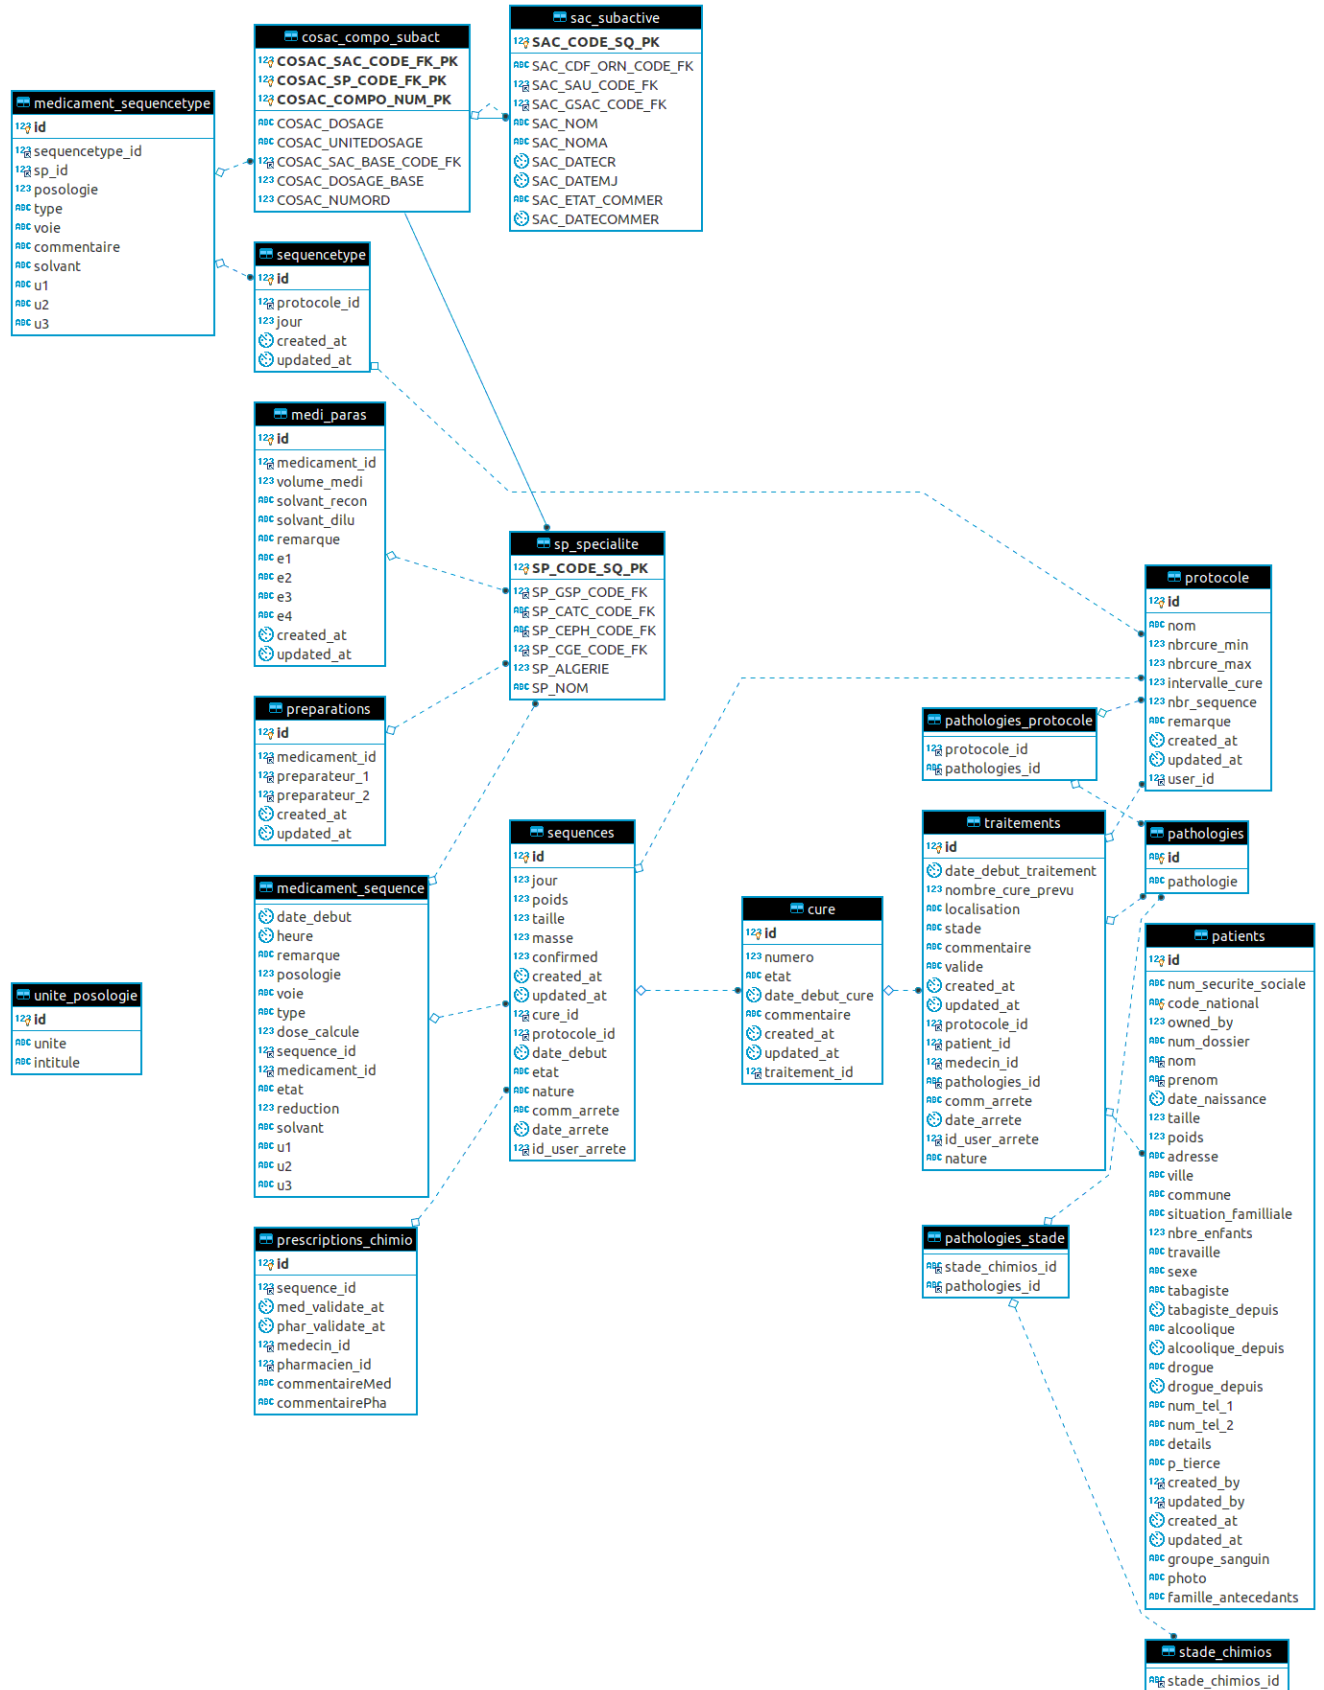 medicament_sequencetype
id
sequencetype_id
sp_id
posologie
type
voie
commentaire
solvant
u1
u2
u3
cosac_compo_subact
COSAC_SAC_CODE_FK_PK
COSAC_SP_CODE_FK_PK
COSAC_COMPO_NUM_PK
COSAC_DOSAGE
COSAC_UNITEDOSAGE
COSAC_SAC_BASE_CODE_FK
COSAC_DOSAGE_BASE
COSAC_NUMORD
sac_subactive
SAC_CODE_SQ_PK
SAC_CDF_ORN_CODE_FK
SAC_SAU_CODE_FK
SAC_GSAC_CODE_FK
SAC_NOM
SAC_NOMA
SAC_DATECR
SAC_DATEMJ
SAC_ETAT_COMMER
SAC_DATECOMMER
sequencetype
id
protocole_id
jour
created_at
updated_at
medi_paras
id
medicament_id
volume_medi
solvant_recon
solvant_dilu
remarque
e1
e2
e3
e4
created_at
updated_at
sp_specialite
SP_CODE_SQ_PK
SP_GSP_CODE_FK
SP_CATC_CODE_FK
SP_CEPH_CODE_FK
SP_CGE_CODE_FK
SP_ALGERIE
SP_NOM
protocole
id
nom
nbrcure_min
nbrcure_max
intervalle_cure
nbr_sequence
remarque
created_at
updated_at
user_id
preparations
id
medicament_id
preparateur_1
preparateur_2
created_at
updated_at
pathologies_protocole
protocole_id
pathologies_id
medicament_sequence
date_debut
heure
remarque
posologie
voie
type
dose_calcule
sequence_id
medicament_id
etat
reduction
solvant
u1
u2
u3
sequences
id
jour
poids
taille
masse
confirmed
created_at
updated_at
cure_id
protocole_id
date_debut
etat
nature
comm_arrete
date_arrete
id_user_arrete
cure
id
numero
etat
date_debut_cure
commentaire
created_at
updated_at
traitement_id
traitements
id
date_debut_traitement
nombre_cure_prevu
localisation
stade
commentaire
valide
created_at
updated_at
protocole_id
patient_id
medecin_id
pathologies_id
comm_arrete
date_arrete
id_user_arrete
nature
pathologies
id
pathologie
patients
id
num_securite_sociale
code_national
owned_by
num_dossier
nom
prenom
date_naissance
taille
poids
adresse
ville
commune
situation_familliale
nbre_enfants
travaille
sexe
tabagiste
tabagiste_depuis
alcoolique
alcoolique_depuis
drogue
drogue_depuis
num_tel_1
num_tel_2
details
p_tierce
created_by
updated_by
created_at
updated_at
groupe_sanguin
photo
famille_antecedants
unite_posologie
id
unite
intitule
prescriptions_chimio
id
sequence_id
med_validate_at
phar_validate_at
medecin_id
pharmacien_id
commentaireMed
commentairePha
pathologies_stade
stade_chimios_id
pathologies_id
stade_chimios
stade_chimios_id